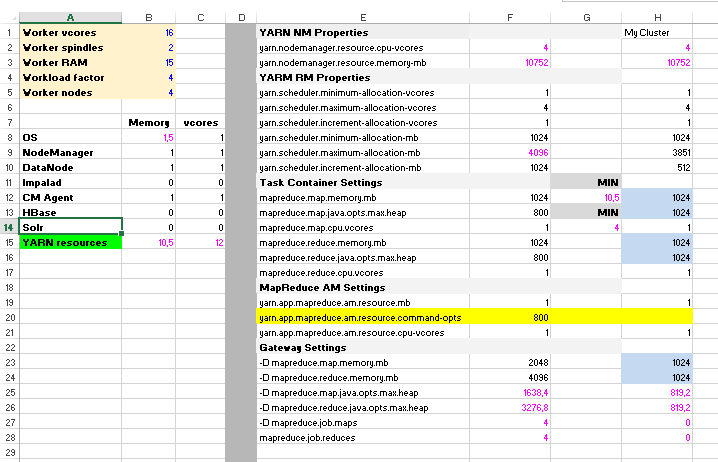 A B C D E F G H
1 Worker vcores 16 YARN NM Properties My Cluster
2 Worker spindles 2 yarn.nodemanager.resource.cpu-vcores 4 4
3 Worker RAM 15 yarn.nodemanager.resource.memory-mb 10752 10752
4 Workload factor 4 YARM RM Properties
5 Worker nodes 4 yarn.scheduler.minimum-allocation-vcores 1 1
6 yarn.scheduler.maximum-allocation-vcores 4 4
7 Memory vcores yarn.scheduler.increment-allocation-vcores 1 1
8 OS 1,5 1 yarn.scheduler.minimum-allocation-mb 1024 1024
9 NodeManager 1 1 yarn.scheduler.maximum-allocation-mb 4096 3851
10 DataNode 1 1 yarn.scheduler.increment-allocation-mb 1024 512
11 Impalad 0 0 Task Container Settings MIN
12 CM Agent 1 1 mapreduce.map.memory.mb 1024 10,5 1024
13 HBase 0 0 mapreduce.map.java.opts.max.heap 800 MIN 1024
14 Solr 0 0 mapreduce.map.cpu.vcores 1 4 1
15 YARN resources 10,5 12 mapreduce.reduce.memory.mb 1024 1024
16 mapreduce.reduce.java.opts.max.heap 800 1024
17 mapreduce.reduce.cpu.vcores 1 1
18 MapReduce AM Settings
19 yarn.app.mapreduce.am.resource.mb 1 1
20 yarn.app.mapreduce.am.resource.command-opts 800
21 yarn.app.mapreduce.am.resource.cpu-vcores 1 1
22 Gateway Settings
23 -D mapreduce.map.memory.mb 2048 1024
24 -D mapreduce.reduce.memory.mb 4096 1024
25 -D mapreduce.map.java.opts.max.heap 1638,4 819,2
26 -D mapreduce.reduce.java.opts.max.heap 3276,8 819,2
27 -D mapreduce.job.maps 4 0
28 mapreduce.job.reduces 4 0
29